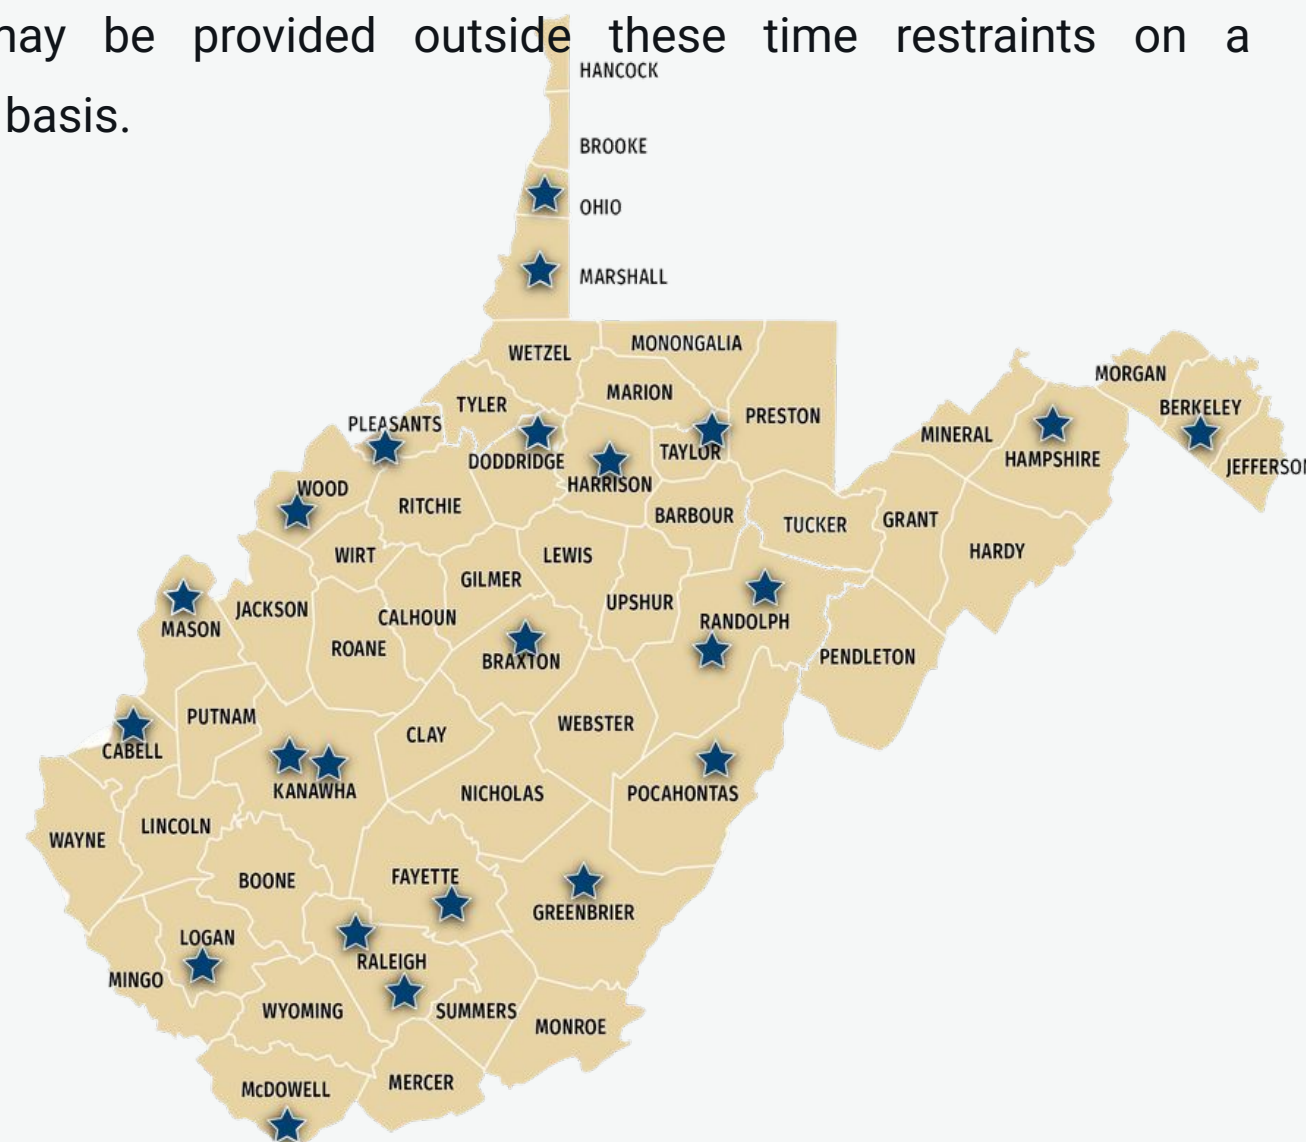 may be provided outside these time restraints on a
basis.
HANCOCK
BROOKE
OHIO
MARSHALL
WETZEL
MONONGALIA
MORGAN
MARION
TYLER
BERKELEY
PLEASANTS
PRESTON
MINERAL
TAYLOR
HAMPSHIRE
DODDRIDGE
JEFFERSON
HARRISON
WOOD
RITCHIE
BARBOUR
GRANT
TUCKER
HARDY
WIRT
LEWIS
GILMER
UPSHUR
JACKSON
CALHOUN
RANDOLPH
MASON
ROANE
PENDLETON
BRAXTON
PUTNAM
WEBSTER
CLAY
CABELL
KANAWHA
NICHOLAS
POCAHONTAS
LINCOLN
WAYNE
FAYETTE
BOONE
GREENBRIER
LOGAN
RALEIGH
MINGO
WYOMING
SUMMERS
MONROE
MERCER
McDOWELL